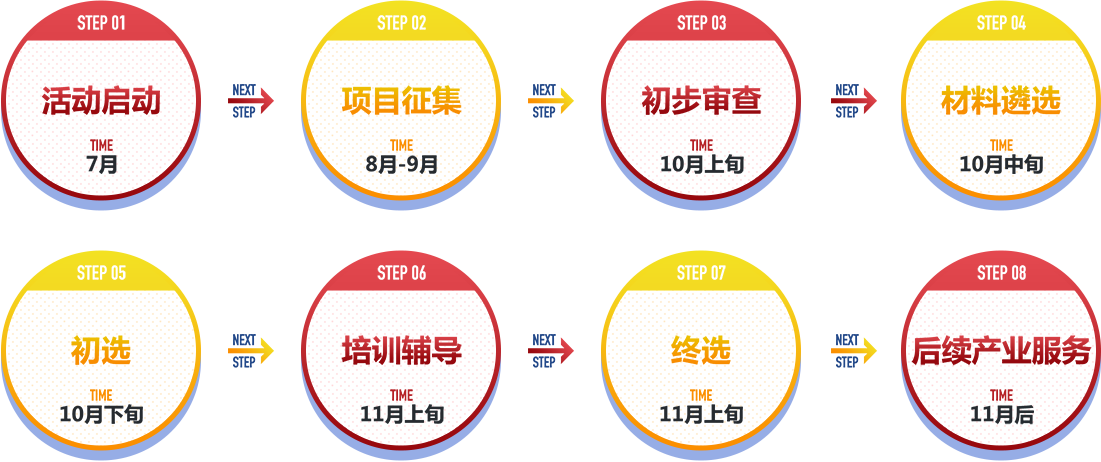 STEP 01
活动启动
TIME
7月
NEXT
STEP
STEP 02
项目征集
TIME
8月-9月
NEXT
STEP
STEP 03
初步审查
TIME
10月上旬
NEXT
STEP
STEP 04
材料遴选
TIME
10月中旬
STEP 05
初选
TIME
10月下旬
NEXT
STEP
STEP 06
培训辅导
TIME
11月上旬
NEXT
STEP
STEP 07
终选
TIME
11月上旬
NEXT
STEP
STEP 08
后续产业服务
TIME
11月后